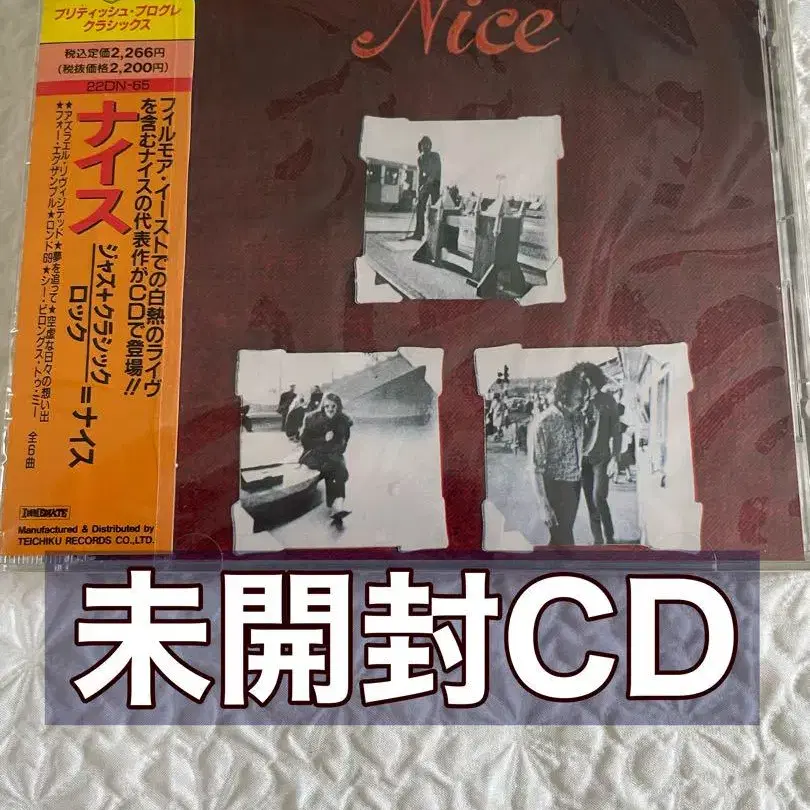 ブリティッシュ・プログレ
クラシックス
税込定価2,266円
(税抜価格2,200円)
22DN-65
Nice
フィルモア・イーストでの白熱のライヴ
を含むナイスの代表作がCDで登場!!
ナイス
ジャズ+クラシック
ロック
=ナイス
★アズラエル・リヴィジテッド★夢を追って★空虚な日々の想い出
★フォー・エグザンプル★ロンド69★シー・ビロングス・トゥ・ミー
全6曲
IMMEDIATE
Manufactured & Distributed by
TEICHIKU RECORDS CO.,LTD.
未開封CD